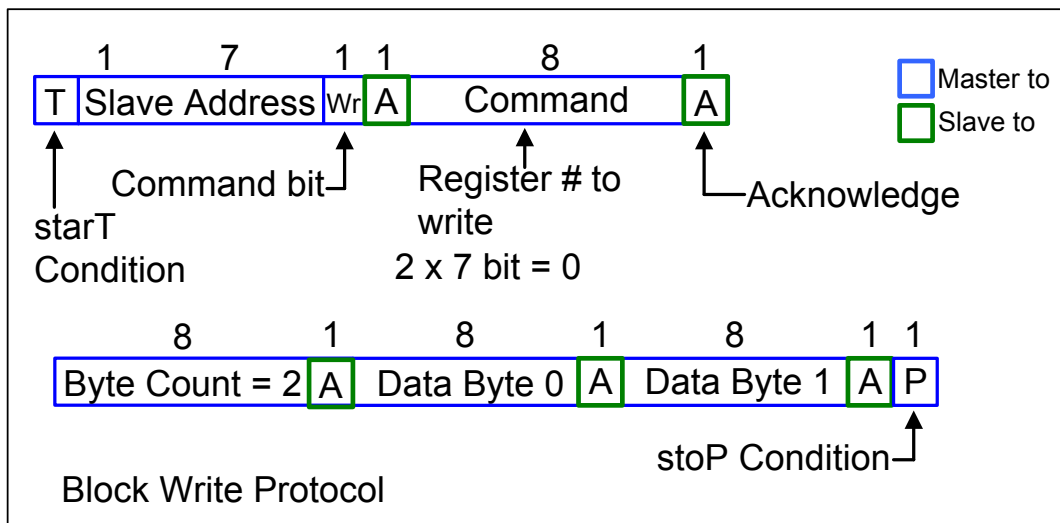 1 7 1 1 8 1
T Slave Address Wr A Command A
Master to
Slave to
Command bit
Register # to
write
2 x 7 bit = 0
Acknowledge
starT
Condition
8 1 8 1 8 1 1
Byte Count = 2 A Data Byte 0 A Data Byte 1 A P
stoP Condition
Block Write Protocol